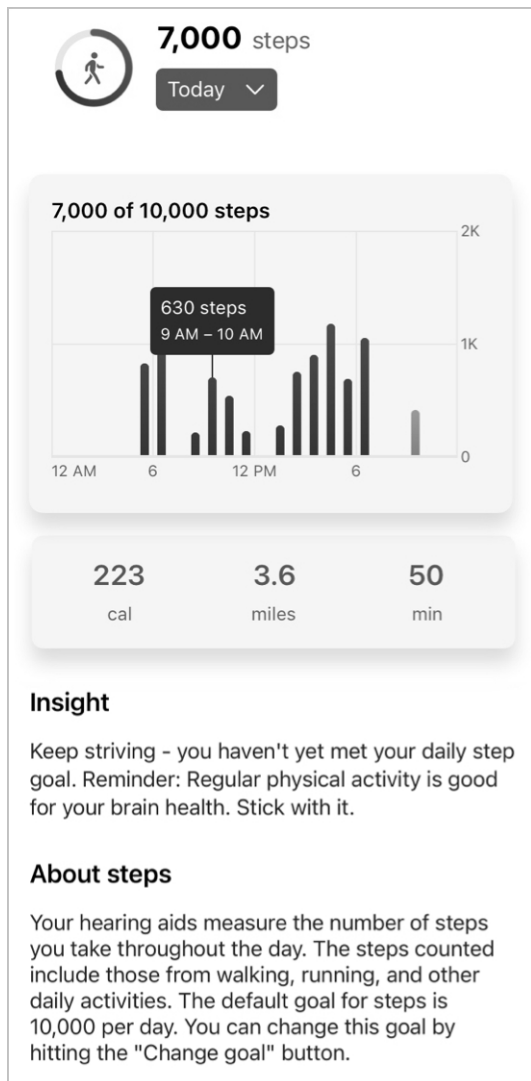 7,000 steps
Today
7,000 of 10,000 steps
2K
630 steps
9 AM – 10 AM
1K
0
12 AM 6 12 PM 6
223 3.6 50
cal miles min
Insight
Keep striving - you haven't yet met your daily step
goal. Reminder: Regular physical activity is good
for your brain health. Stick with it.
About steps
Your hearing aids measure the number of steps
you take throughout the day. The steps counted
include those from walking, running, and other
daily activities. The default goal for steps is
10,000 per day. You can change this goal by
hitting the "Change goal" button.